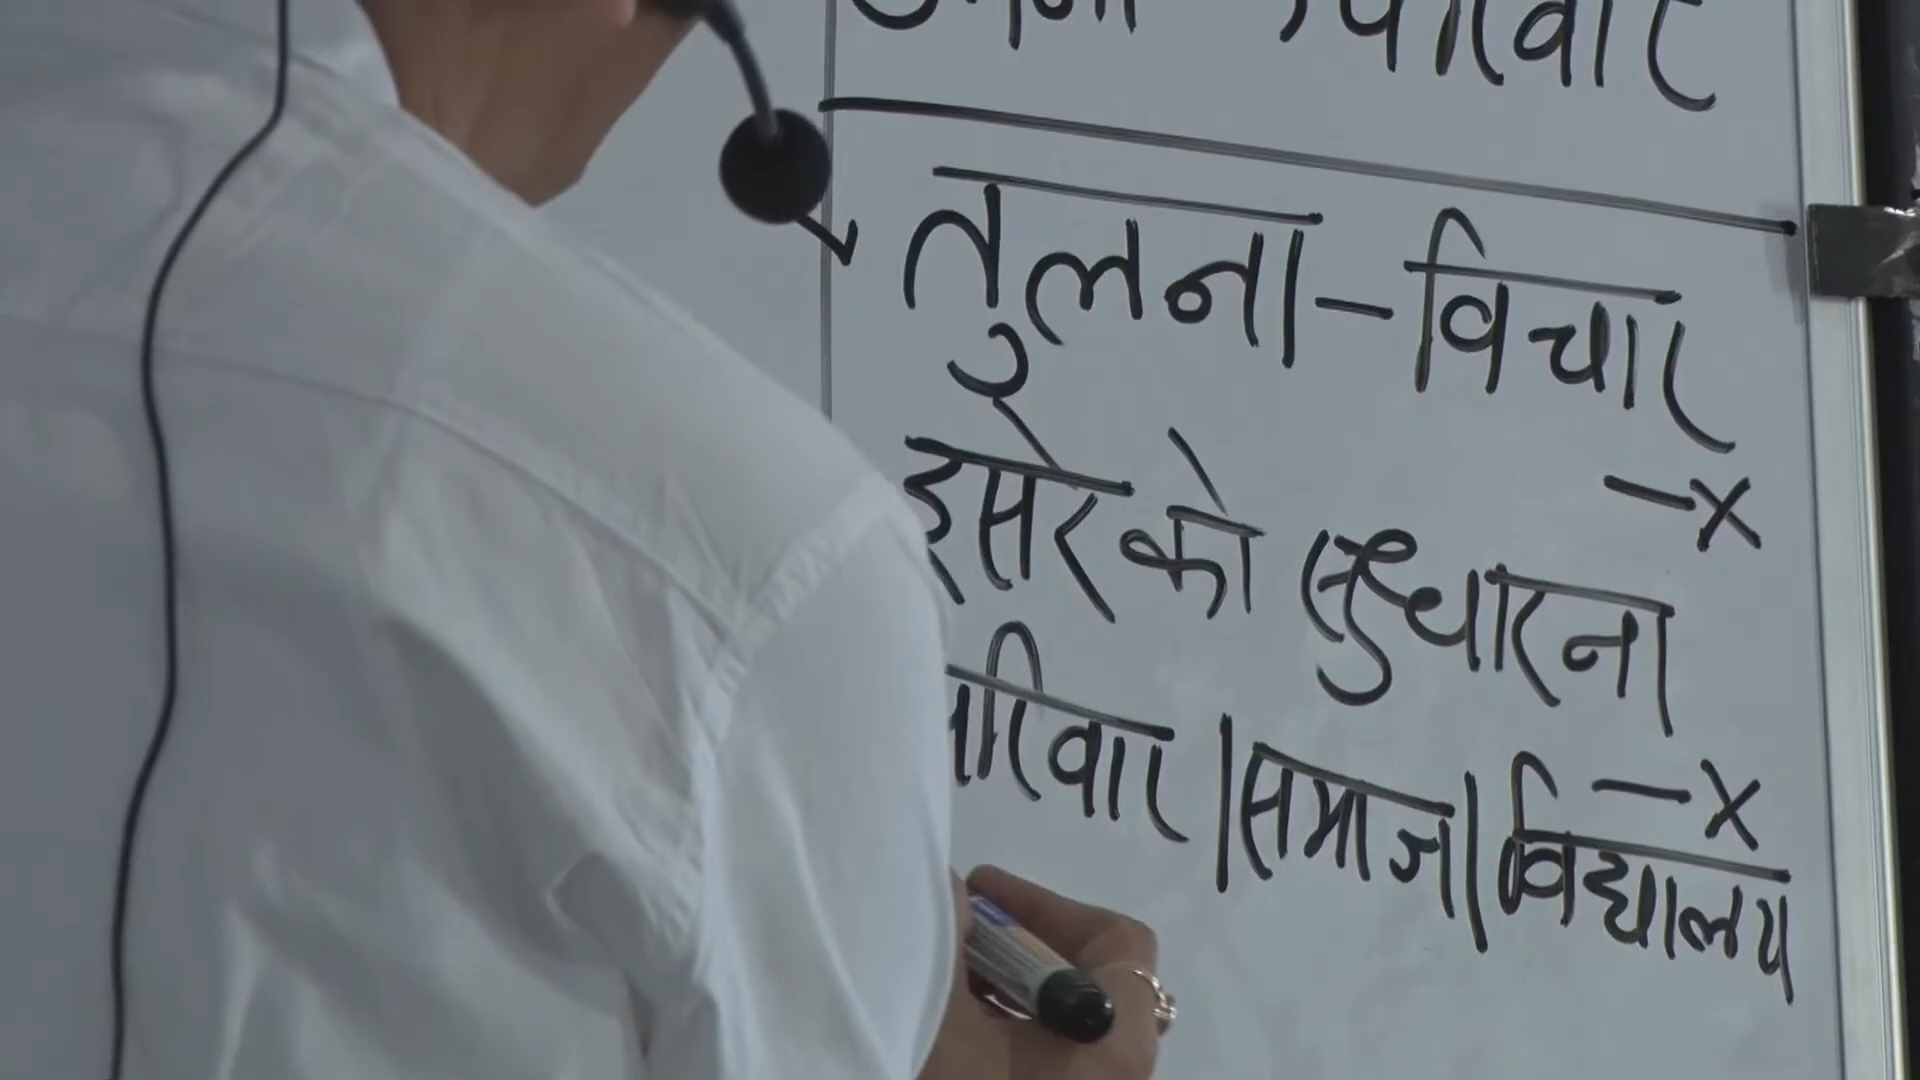 तुलना-विचार
-x
दूसरे को सुधारना
-x
परिवार|समाज|विद्यालय